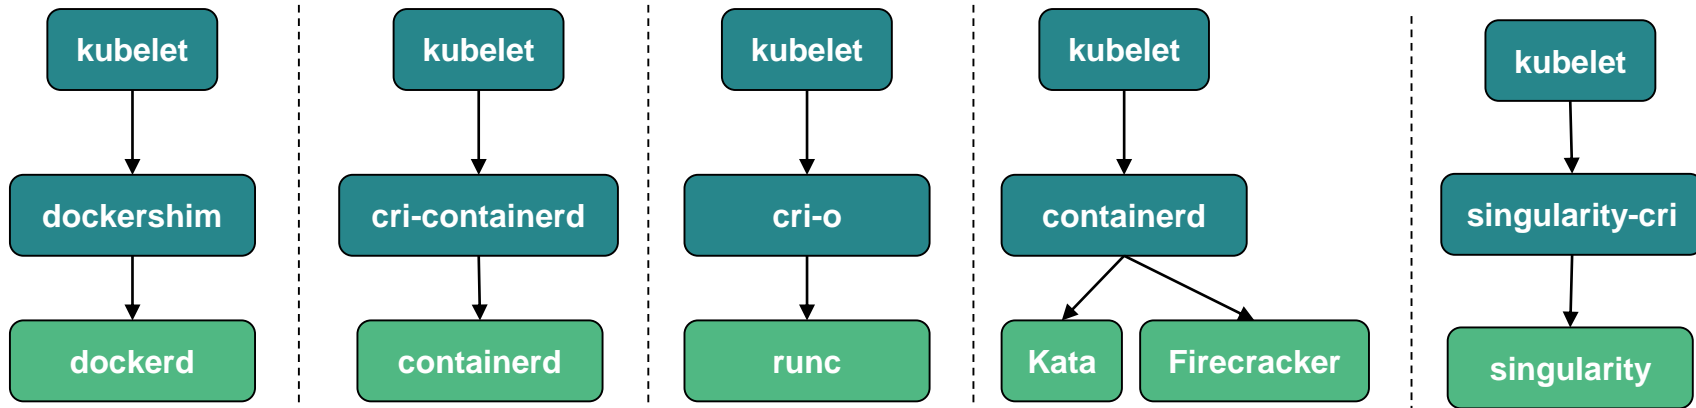 kubelet
kubelet
kubelet
kubelet
kubelet
dockershim
cri-containerd
cri-o
containerd
singularity-cri
dockerd
containerd
runc
Kata
Firecracker
singularity